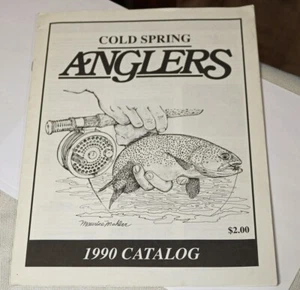 COLD SPRING
ANGLERS
$2.00
1990 CATALOG